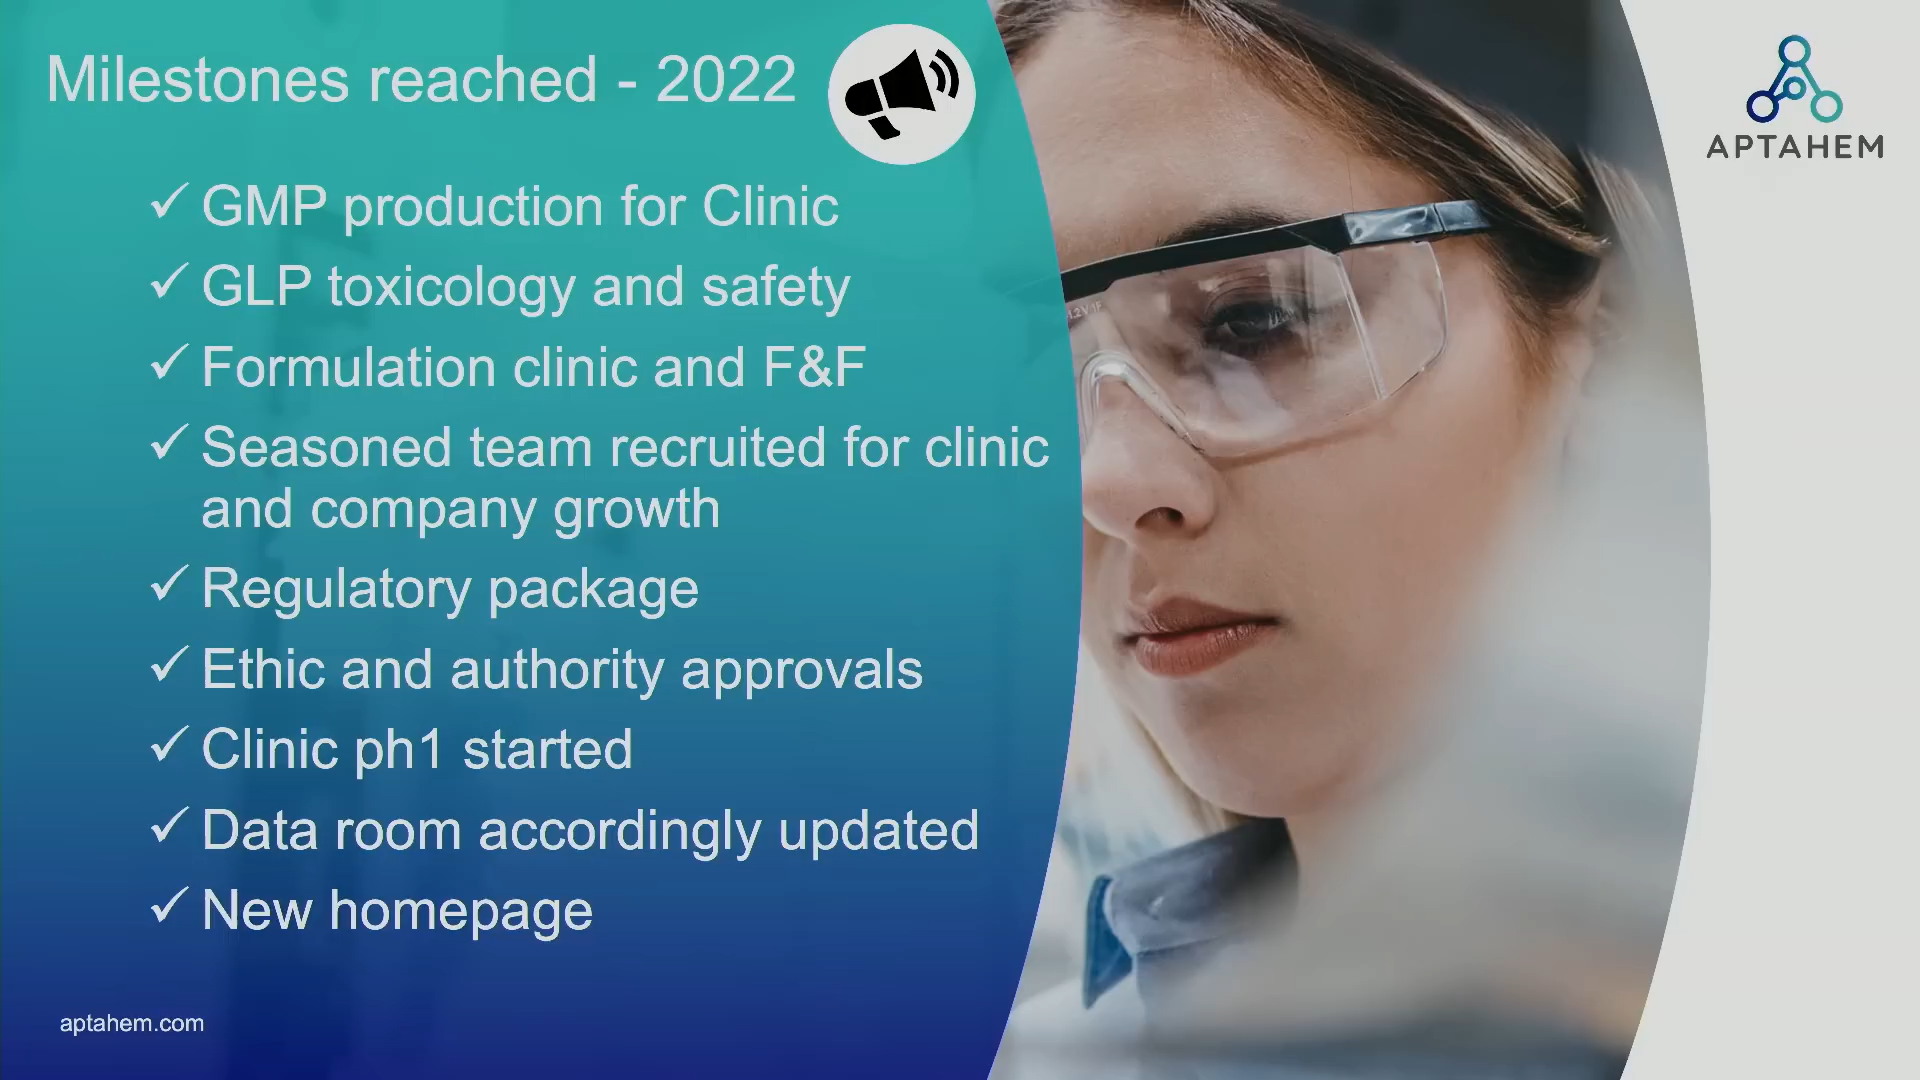 Milestones reached - 2022
APTAHEM
✓ GMP production for Clinic
✓ GLP toxicology and safety
✓ Formulation clinic and F&F
✓ Seasoned team recruited for clinic
and company growth
✓ Regulatory package
✓ Ethic and authority approvals
✓ Clinic ph1 started
✓ Data room accordingly updated
✓ New homepage
aptahem.com